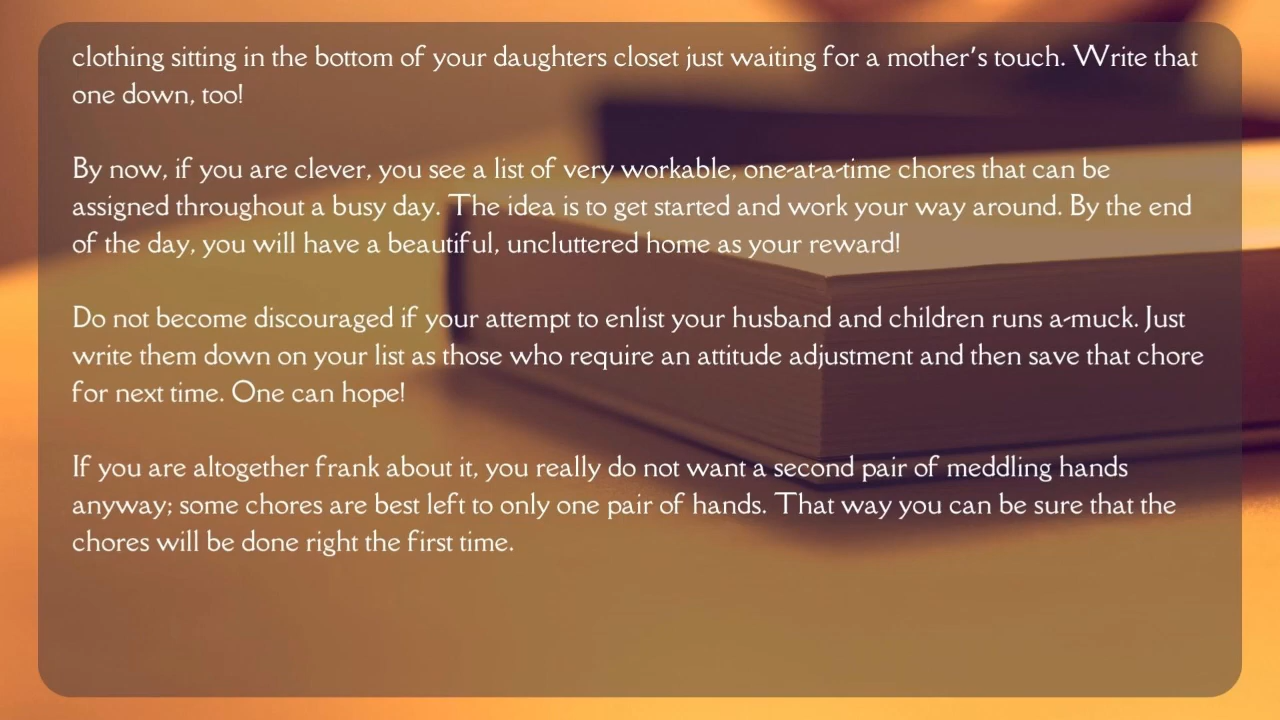 clothing sitting in the bottom of your daughters closet just waiting for a mother's touch. Write that
one down, too!
By now, if you are clever, you see a list of very workable, one-at-a-time chores that can be
assigned throughout a busy day. The idea is to get started and work your way around. By the end
of the day, you will have a beautiful, uncluttered home as your reward!
Do not become discouraged if your attempt to enlist your husband and children runs a-muck. Just
write them down on your list as those who require an attitude adjustment and then save that chore
for next time. One can hope!
If you are altogether frank about it, you really do not want a second pair of meddling hands
anyway; some chores are best left to only one pair of hands. That way you can be sure that the
chores will be done right the first time.